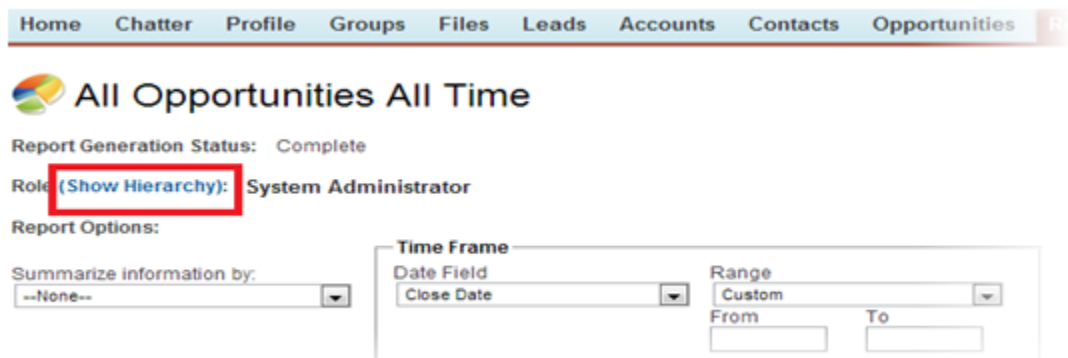 Home Chatter Profile Groups Files Leads Accounts Contacts Opportunities
All Opportunities All Time
Report Generation Status: Complete
Role (Show Hierarchy): System Administrator
Report Options:
Time Frame
Summarize information by: Date Field Range
--None-- Close Date Custom
From To